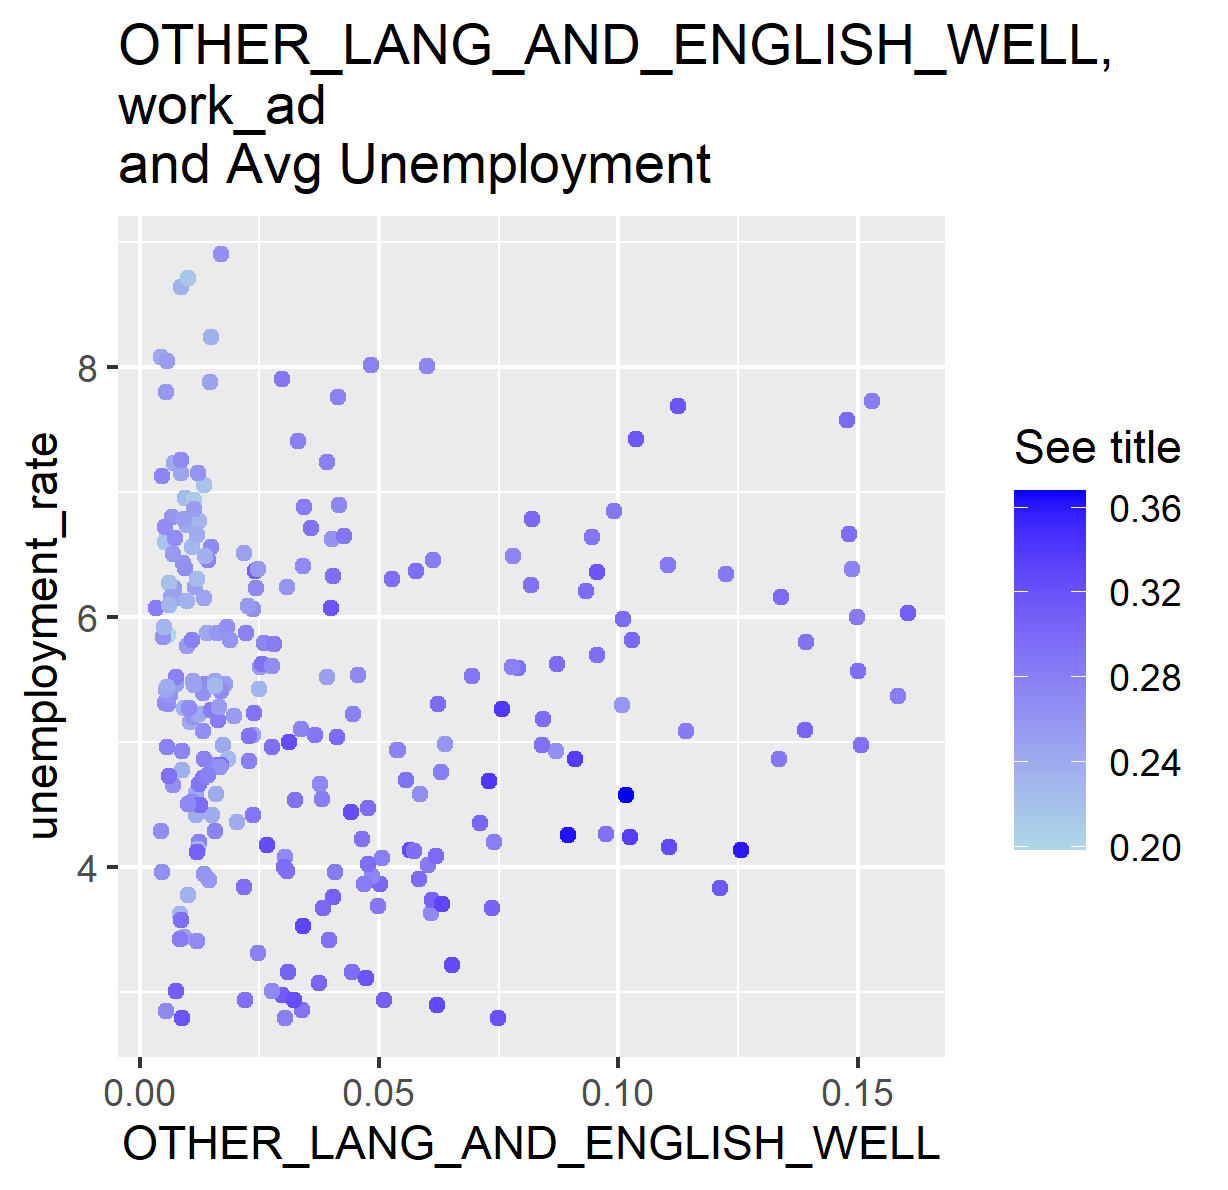 OTHER_LANG_AND_ENGLISH_WELL,
work_ad
and Avg Unemployment
unemployment_rate
8
6
4
0.00
0.05
0.10
0.15
OTHER_LANG_AND_ENGLISH_WELL
See title
0.36
0.32
0.28
0.24
0.20